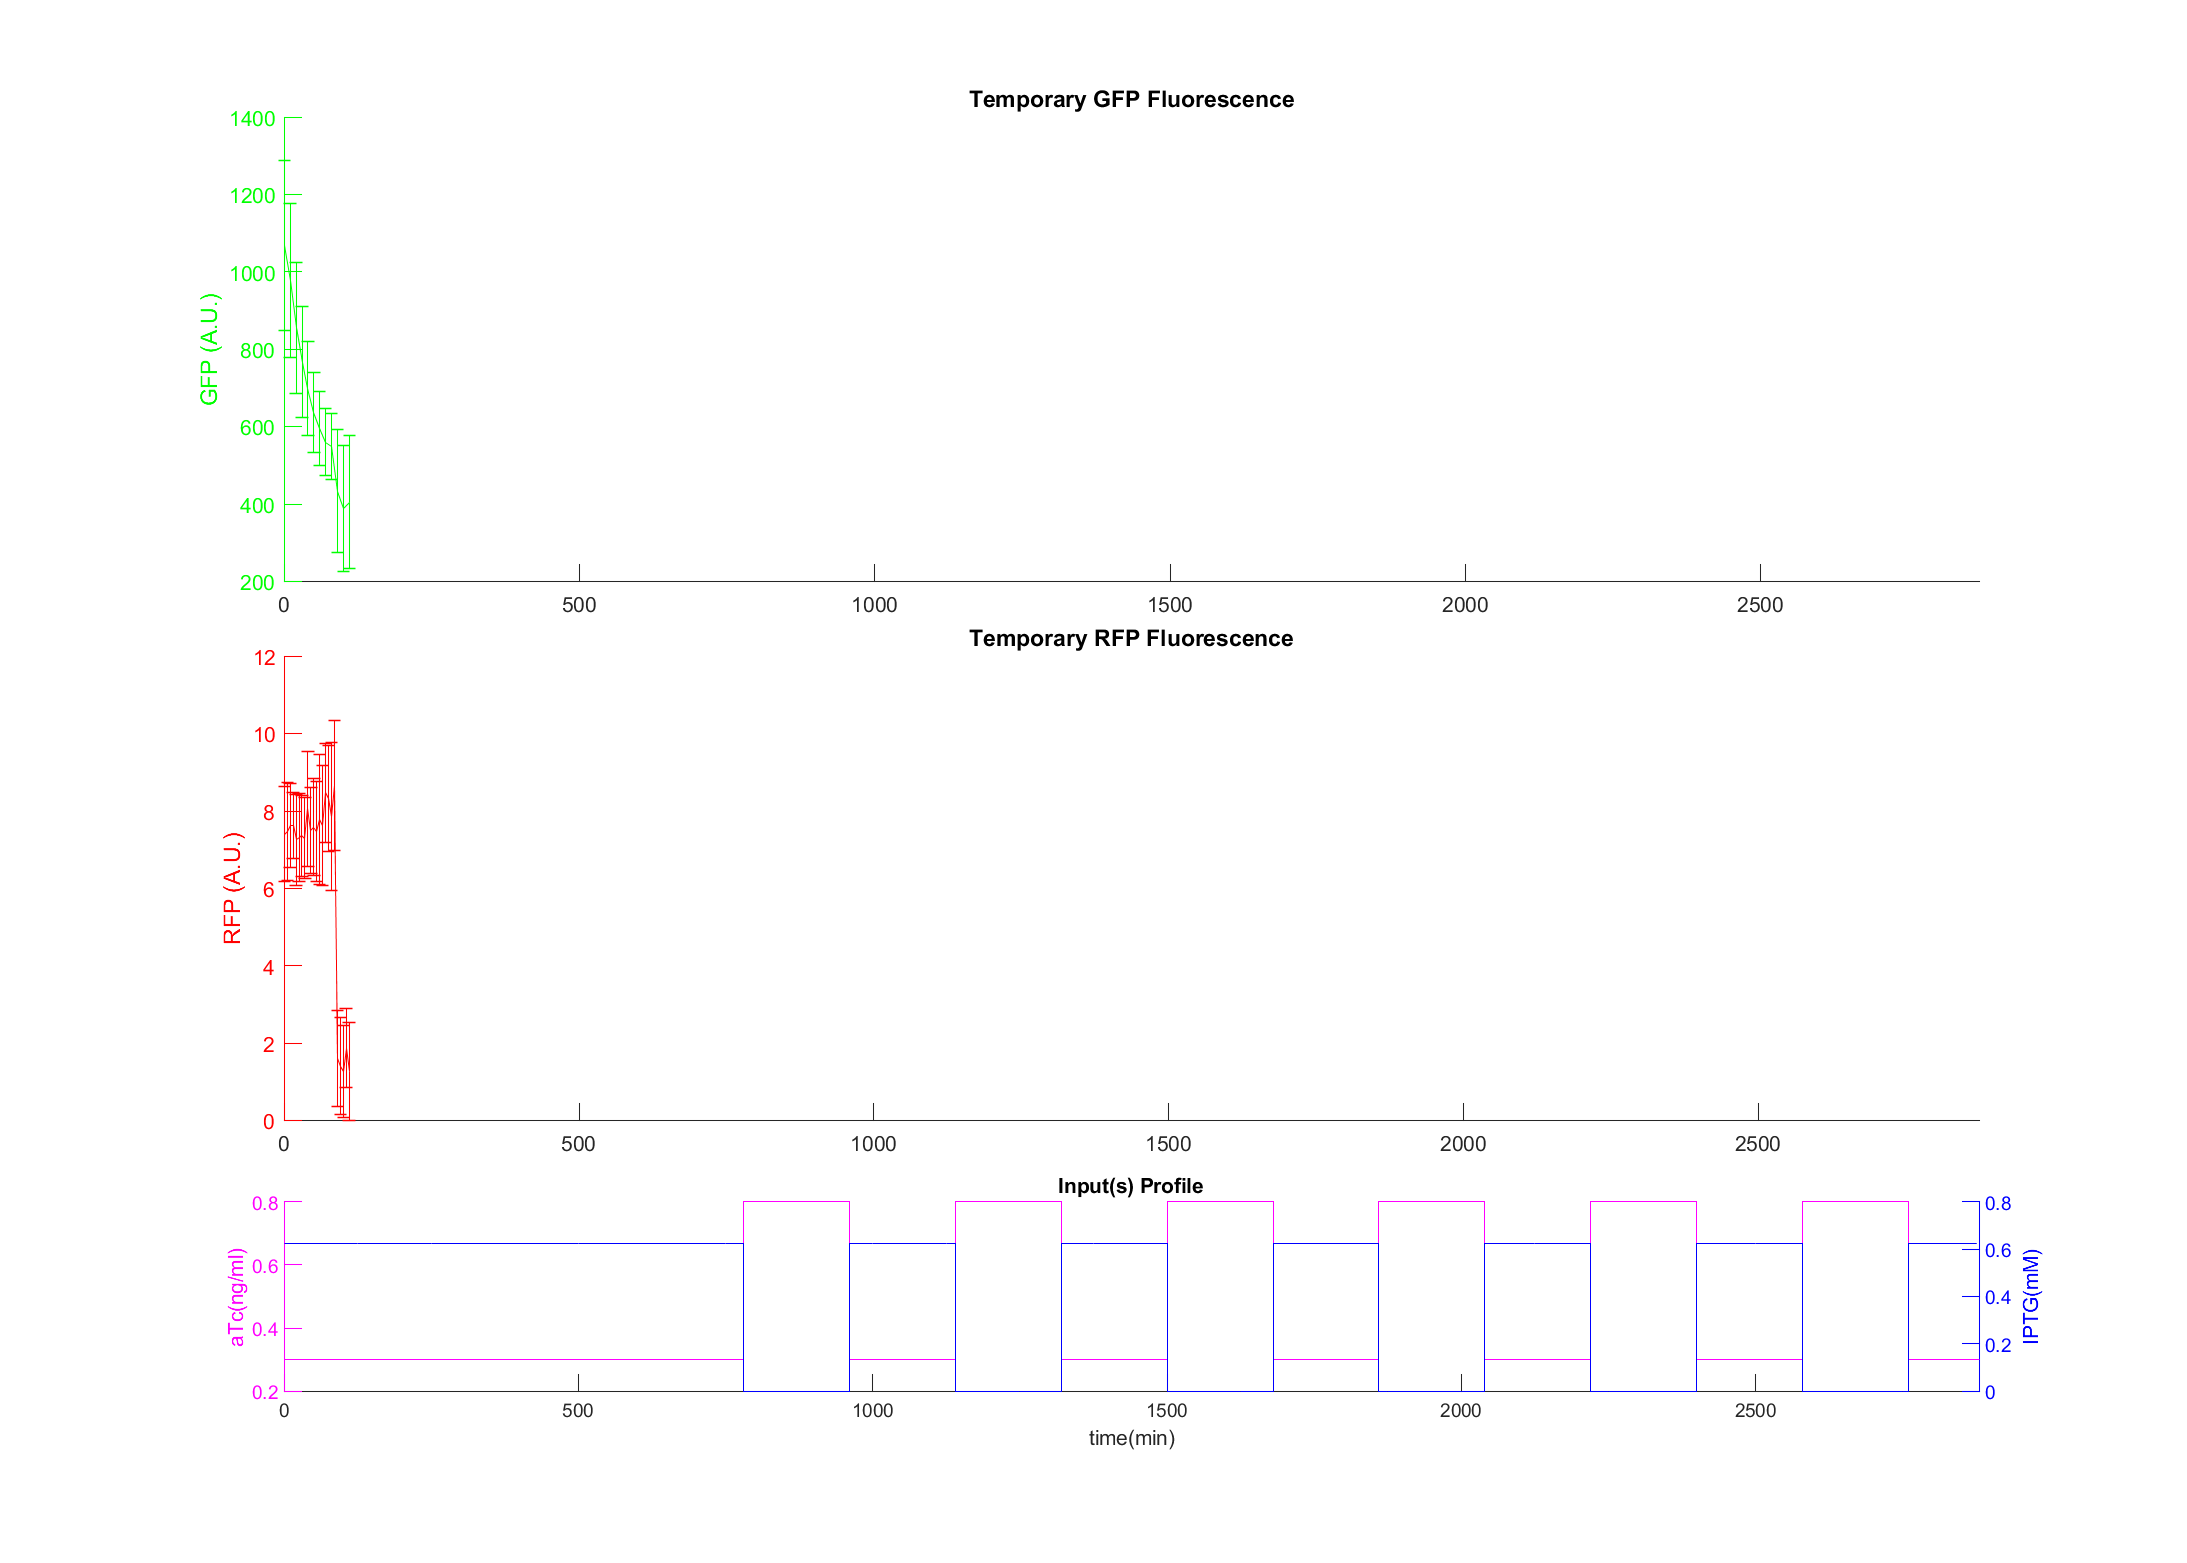 Temporary GFP Fluorescence
1400
1200
1000
800
600
400
200
GFP (A.U.)
0 500 1000 1500 2000 2500
Temporary RFP Fluorescence
12
10
8
6
4
2
0
RFP (A.U.)
0 500 1000 1500 2000 2500
Input(s) Profile
0.8
0.6
0.4
0.2
aTc(ng/ml)
0.8
0.6
0.4
0.2
0
IPTG(mM)
0 500 1000 1500 2000 2500
time(min)